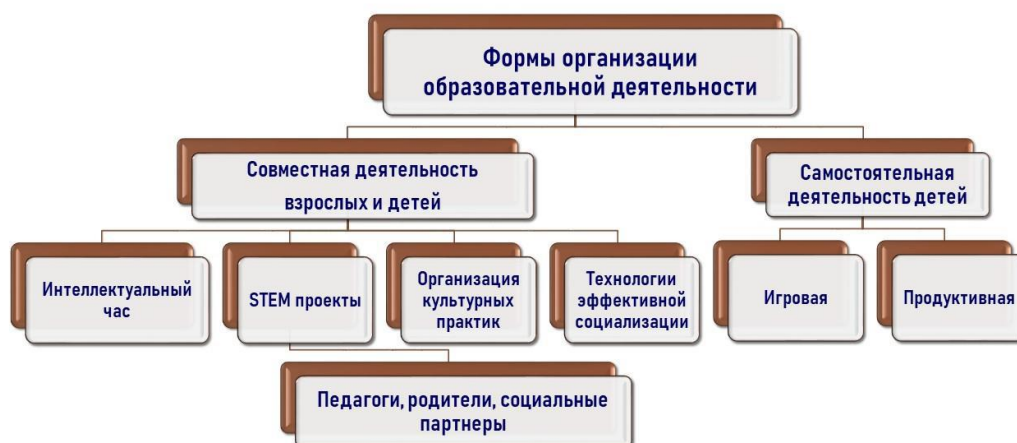 Формы организации
образовательной деятельности
Совместная деятельность
взрослых и детей
Самостоятельная
деятельность детей
Интеллектуальный
час
STEM проекты
Организация
культурных
практик
Технологии
эффективной
социализации
Игровая
Продуктивная
Педагоги, родители, социальные
партнеры